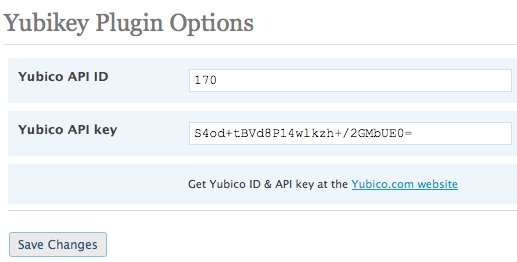 Yubikey Plugin Options
Yubico API ID
170
Yubico API key
S4od+tBVd8Pl4wlkzh+/2GMbUE0=
Get Yubico ID & API key at the Yubico.com website
Save Changes